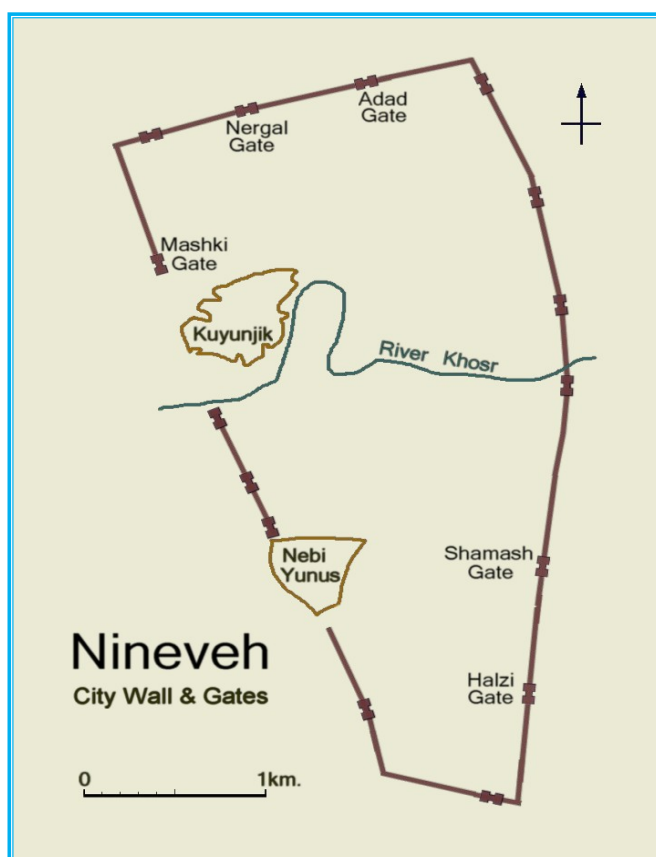 Adad
Gate
Nergal
Gate
Mashki
Gate
Kuyunjik
River Khosr
Shamash
Gate
Nebi
Yunus
Halzi
Gate
Nineveh
City Wall & Gates
0 1km.